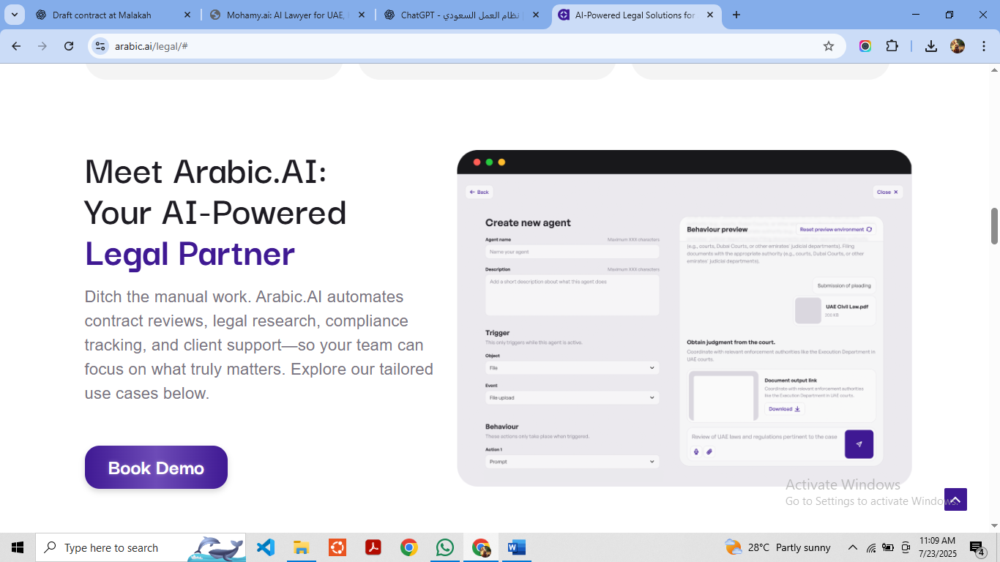 Draft contract at Malakah
Mohamy.ai: AI Lawyer for UAE,
ChatGPT - نظام العمل السعودي
AI-Powered Legal Solutions for
arabic.ai/legal/#
Meet Arabic.AI:
Your AI-Powered
Legal Partner
Ditch the manual work. Arabic.AI automates
contract reviews, legal research, compliance
tracking, and client support—so your team can
focus on what truly matters. Explore our tailored
use cases below.
Book Demo
Back
Close
Create new agent
Agent name
Maximum XXX characters
Name your agent
Description
Maximum XXX characters
Add a short description about what this agent does
Trigger
This only triggers while this agent is active.
Object
File
Event
File upload
Behaviour
These actions only take place when triggered.
Action 1
Prompt
Behaviour preview
Reset preview environment
(e.g., courts, Dubai Courts, or other emirates' judicial departments). Filing
documents with the appropriate authority (e.g., courts, Dubai Courts, or other
emirates' judicial departments).
Submission of pleading
UAE Civil Law.pdf
200 KB
Obtain judgment from the court.
Coordinate with relevant enforcement authorities like the Execution Department in
UAE courts.
Document output link
Coordinate with relevant enforcement authorities
like the Execution Department in UAE courts.
Download
Review of UAE laws and regulations pertinent to the case
Activate Windows
Go to Settings to activate Windows.
Type here to search
28°C Partly sunny
11:09 AM
7/23/2025
4